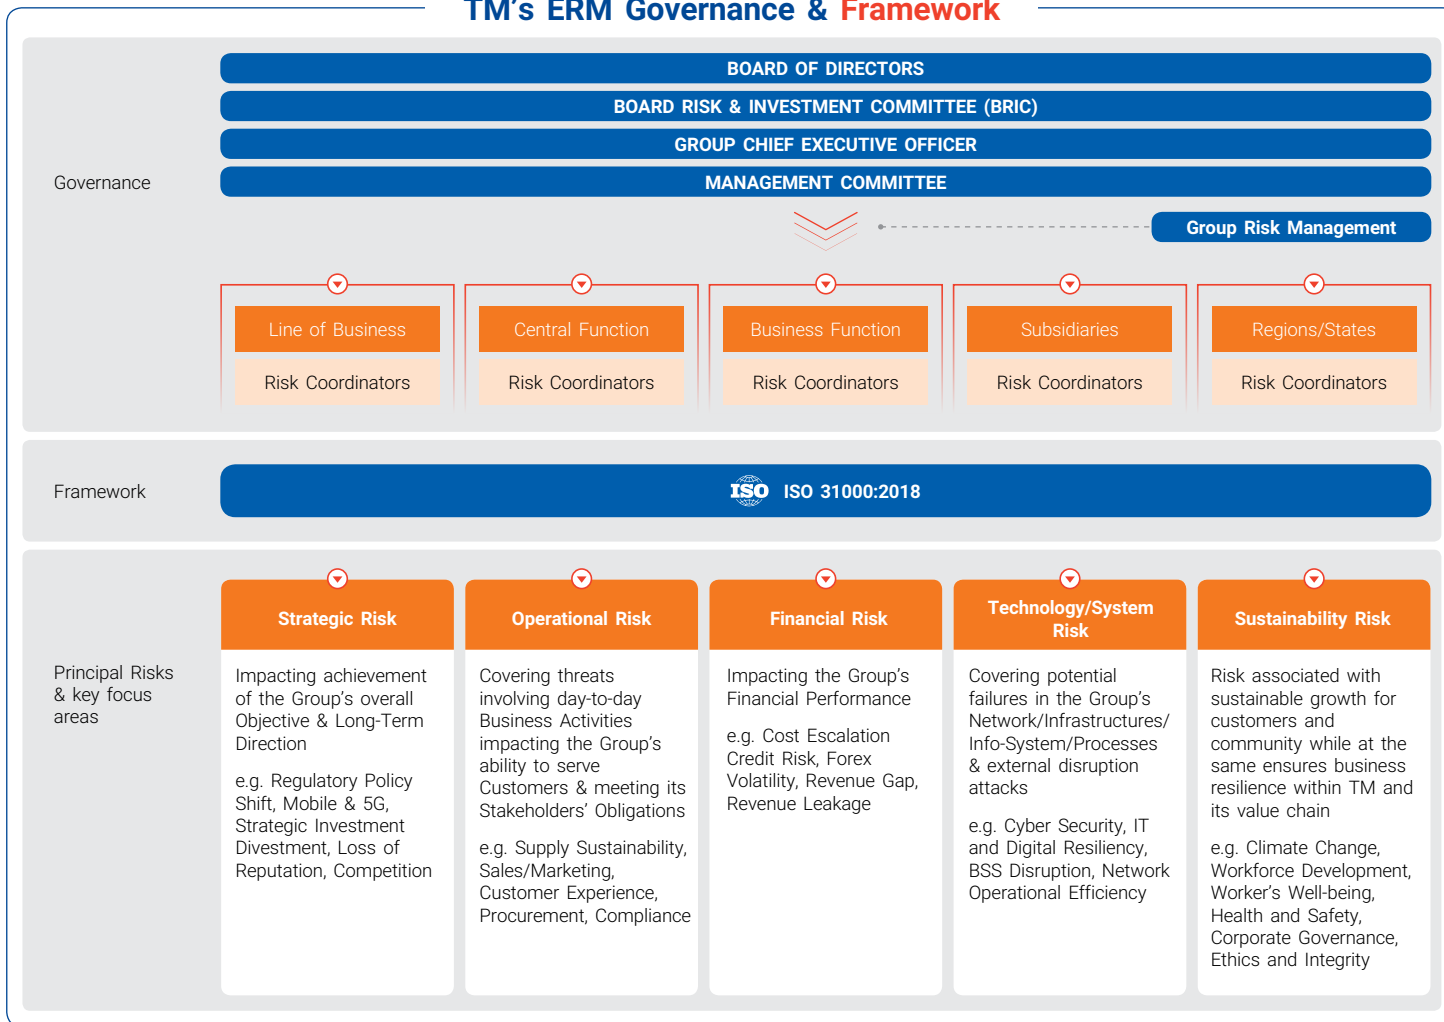 TM's ERM Governance & Framework
Governance
BOARD OF DIRECTORS
BOARD RISK & INVESTMENT COMMITTEE (BRIC)
GROUP CHIEF EXECUTIVE OFFICER
MANAGEMENT COMMITTEE
Group Risk Management
Line of Business
Risk Coordinators
Central Function
Risk Coordinators
Business Function
Risk Coordinators
Subsidiaries
Risk Coordinators
Regions/States
Risk Coordinators
Framework
ISO ISO 31000:2018
Principal Risks
& key focus
areas
Strategic Risk
Impacting achievement
of the Group's overall
Objective & Long-Term
Direction
e.g. Regulatory Policy
Shift, Mobile & 5G,
Strategic Investment
Divestment, Loss of
Reputation, Competition
Operational Risk
Covering threats
involving day-to-day
Business Activities
impacting the Group's
ability to serve
Customers & meeting its
Stakeholders' Obligations
e.g. Supply Sustainability,
Sales/Marketing,
Customer Experience,
Procurement, Compliance
Financial Risk
Impacting the Group's
Financial Performance
e.g. Cost Escalation
Credit Risk, Forex
Volatility, Revenue Gap,
Revenue Leakage
Technology/System
Risk
Covering potential
failures in the Group's
Network/Infrastructures/
Info-System/Processes
& external disruption
attacks
e.g. Cyber Security, IT
and Digital Resiliency,
BSS Disruption, Network
Operational Efficiency
Sustainability Risk
Risk associated with
sustainable growth for
customers and
community while at the
same ensures business
resilience within TM and
its value chain
e.g. Climate Change,
Workforce Development,
Worker's Well-being,
Health and Safety,
Corporate Governance,
Ethics and Integrity